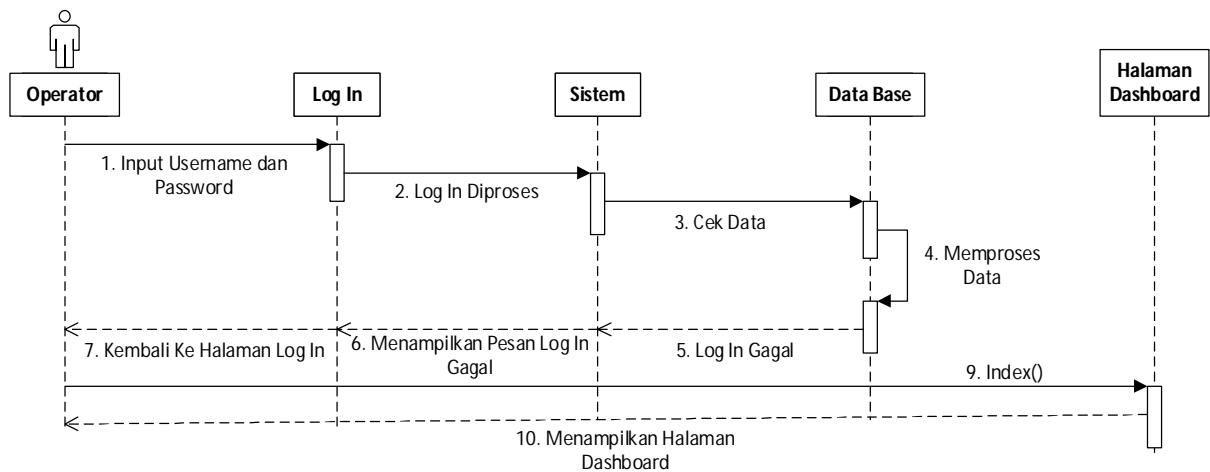 Operator
Log In
Sistem
Data Base
Halaman
Dashboard
1. Input Username dan
Password
2. Log In Diproses
3. Cek Data
4. Memproses
Data
7. Kembali Ke Halaman Log In
6. Menampilkan Pesan Log In
Gagal
5. Log In Gagal
9. Index()
10. Menampilkan Halaman
Dashboard